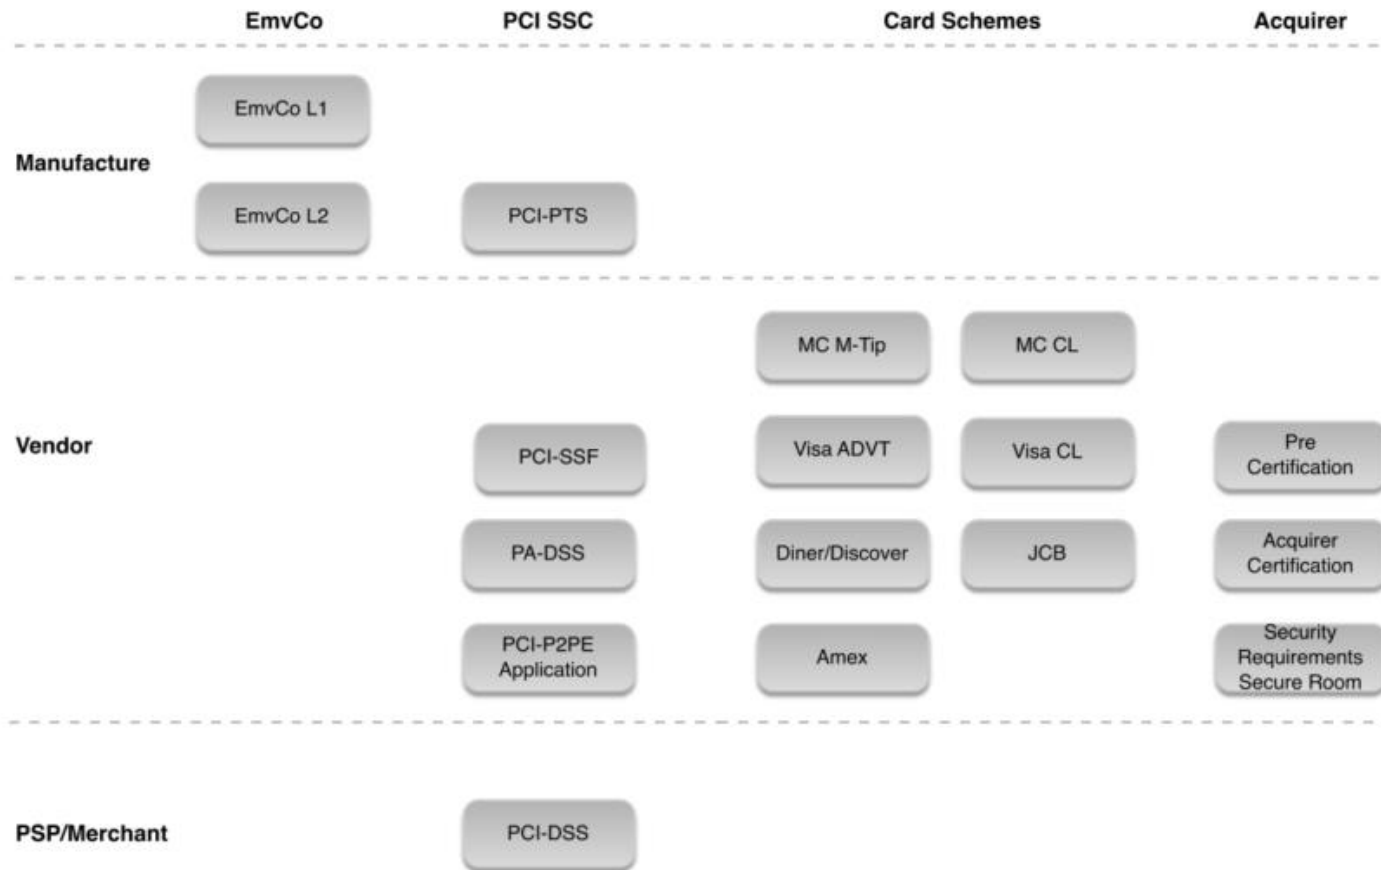 EmvCo
PCI SSC
Card Schemes
Acquirer
Manufacture
EmvCo L1
EmvCo L2
PCI-PTS
Vendor
MC M-Tip
MC CL
PCI-SSF
Visa ADVT
Visa CL
Pre
Certification
PA-DSS
Diner/Discover
JCB
Acquirer
Certification
PCI-P2PE
Application
Amex
Security
Requirements
Secure Room
PSP/Merchant
PCI-DSS